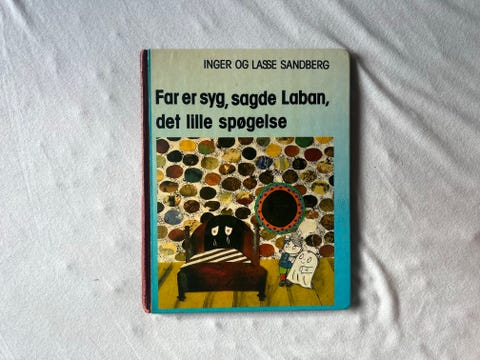 INGER OG LASSE SANDBERG
Far er syg, sagde Laban,
det lille spøgelse